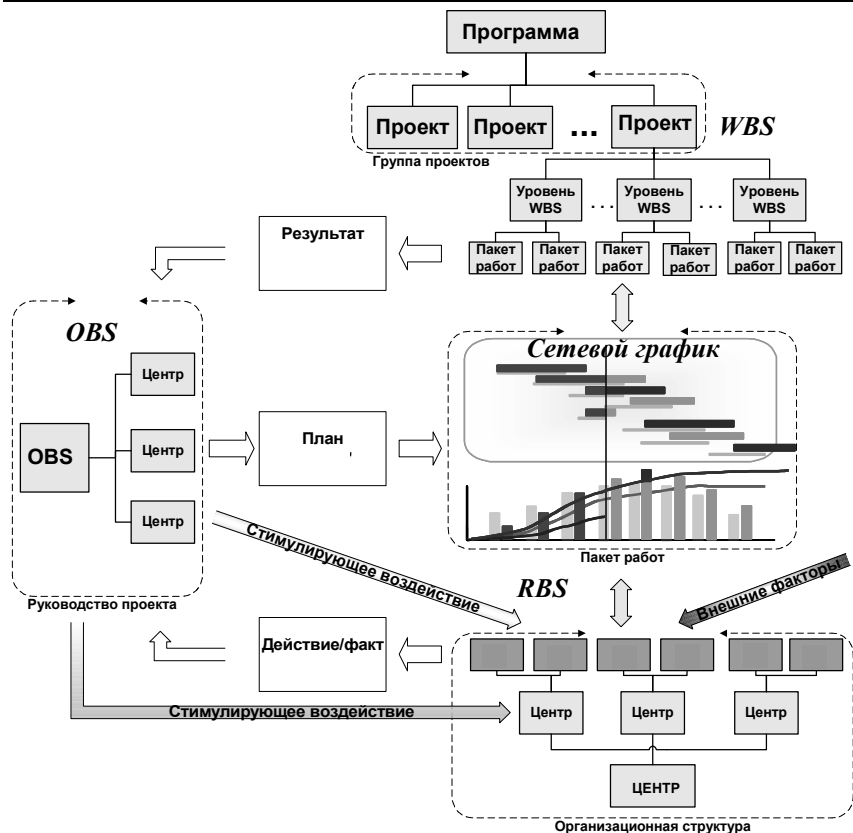 Программа
Проект
Проект
...
Проект
WBS
Группа проектов
Уровень
WBS
...
Уровень
WBS
...
Уровень
WBS
Пакет
работ
Пакет
работ
Пакет
работ
Пакет
работ
Пакет
работ
Пакет
работ
Результат
OBS
Центр
OBS
Центр
Центр
Руководство проекта
План
,
Сетевой график
Пакет работ
Стимулирующее воздействие
RBS
Внешние факторы
Действие/факт
Стимулирующее воздействие
Центр
Центр
Центр
ЦЕНТР
Организационная структура